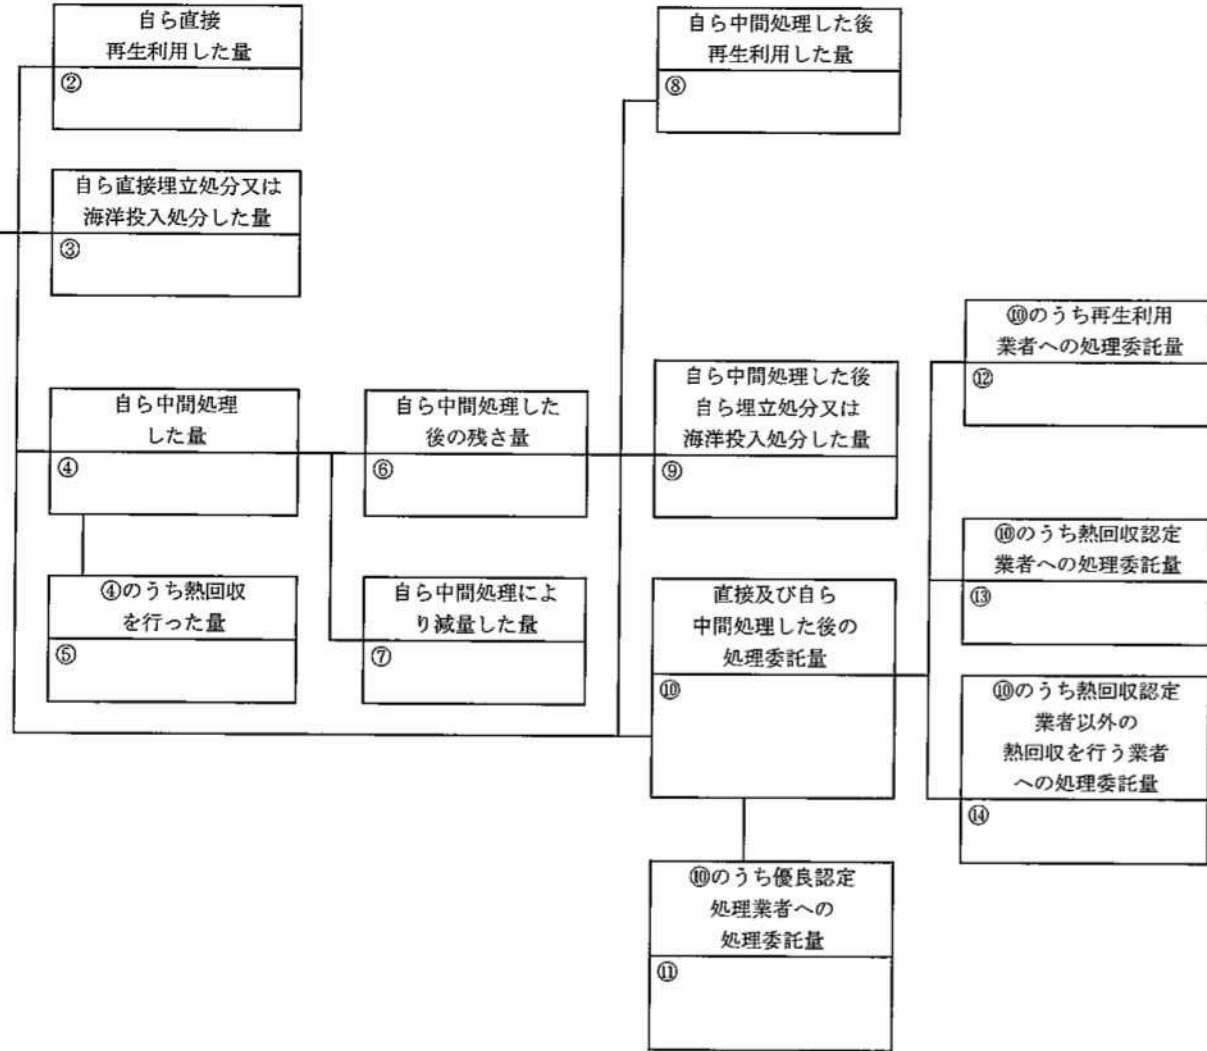 自ら直接
再生利用した量
②
自ら中間処理した後
再生利用した量
⑧
自ら直接埋立処分又は
海洋投入処分した量
③
⑩のうち再生利用
業者への処理委託量
⑫
自ら中間処理
した量
④
自ら中間処理した
後の残さ量
⑥
自ら中間処理した後
自ら埋立処分又は
海洋投入処分した量
⑨
⑩のうち熱回収認定
業者への処理委託量
⑬
④のうち熱回収
を行った量
⑤
自ら中間処理によ
り減量した量
⑦
直接及び自ら
中間処理した後の
処理委託量
⑩
⑩のうち熱回収認定
業者以外の
熱回収を行う業者
への処理委託量
⑭
⑩のうち優良認定
処理業者への
処理委託量
⑪